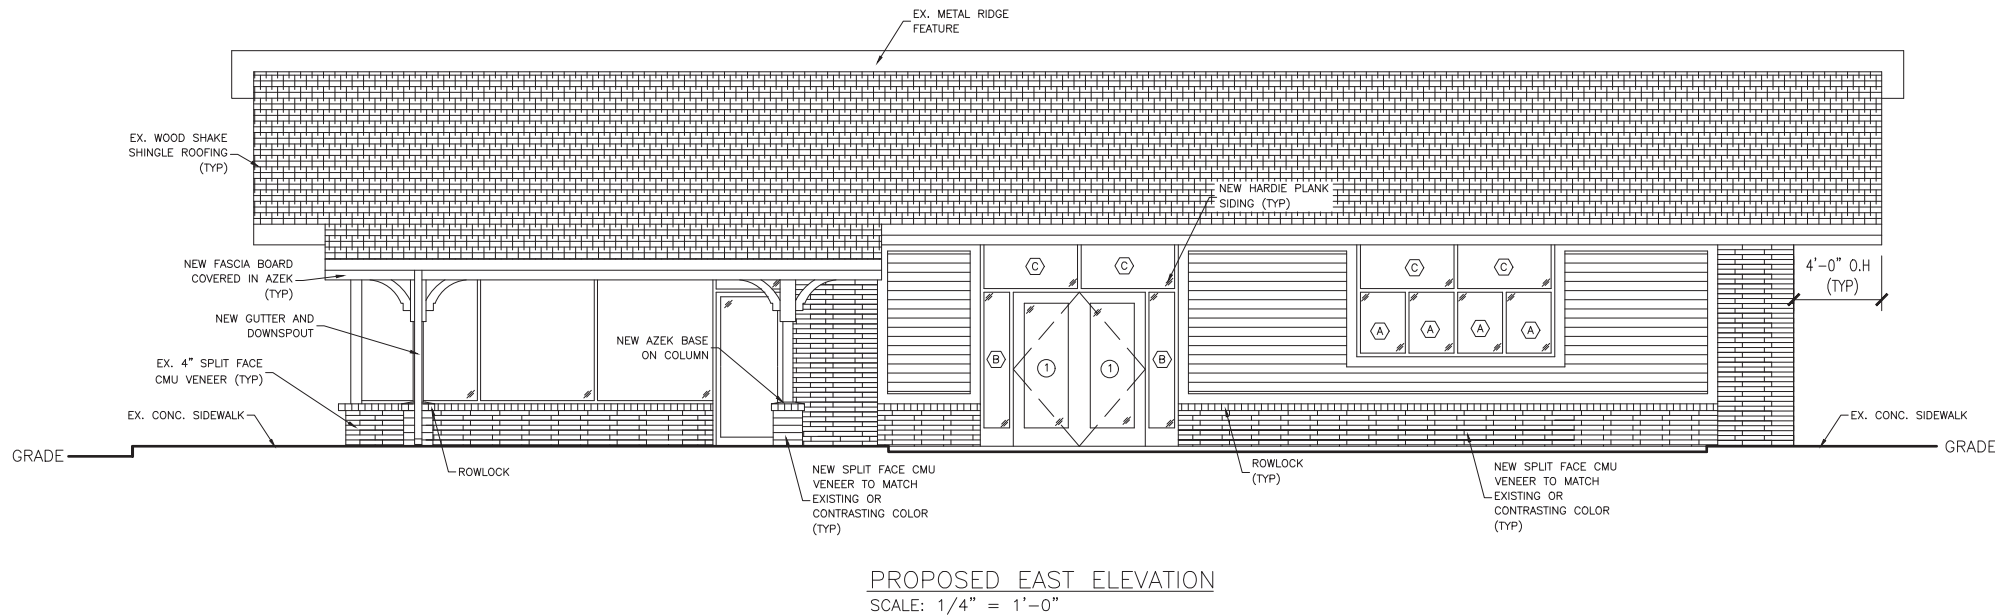 EX. METAL RIDGE
FEATURE
EX. WOOD SHAKE
SHINGLE ROOFING
(TYP)
NEW HARDIE PLANK
SIDING (TYP)
NEW FASCIA BOARD
COVERED IN AZEK
(TYP)
C
C
C
C
4'-0" O.H
(TYP)
NEW GUTTER AND
DOWNSPOUT
NEW AZEK BASE
ON COLUMN
A
A
A
A
EX. 4" SPLIT FACE
CMU VENEER (TYP)
B
1
1
B
EX. CONC. SIDEWALK
EX. CONC. SIDEWALK
GRADE
GRADE
ROWLOCK
NEW SPLIT FACE CMU
VENEER TO MATCH
EXISTING OR
CONTRASTING COLOR
(TYP)
ROWLOCK
(TYP)
NEW SPLIT FACE CMU
VENEER TO MATCH
EXISTING OR
CONTRASTING COLOR
(TYP)
PROPOSED EAST ELEVATION
SCALE: 1/4" = 1'-0"